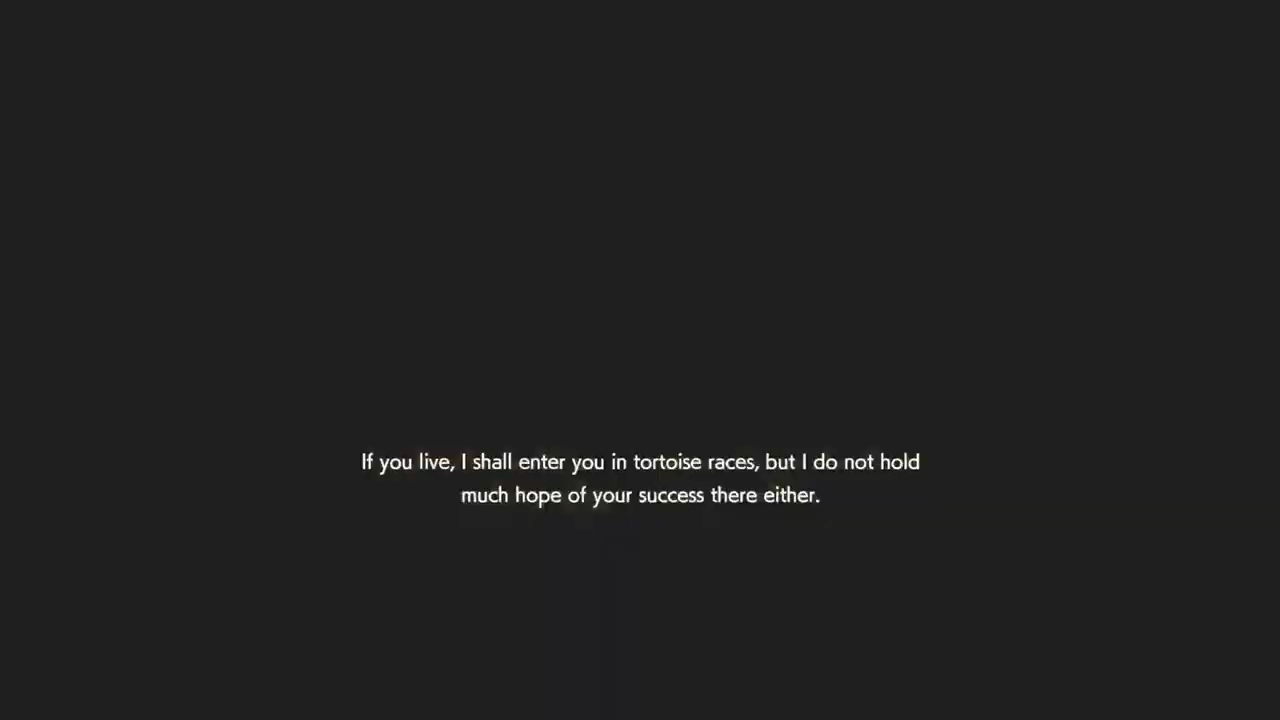 If you live, I shall enter you in tortoise races, but I do not hold
much hope of your success there either.